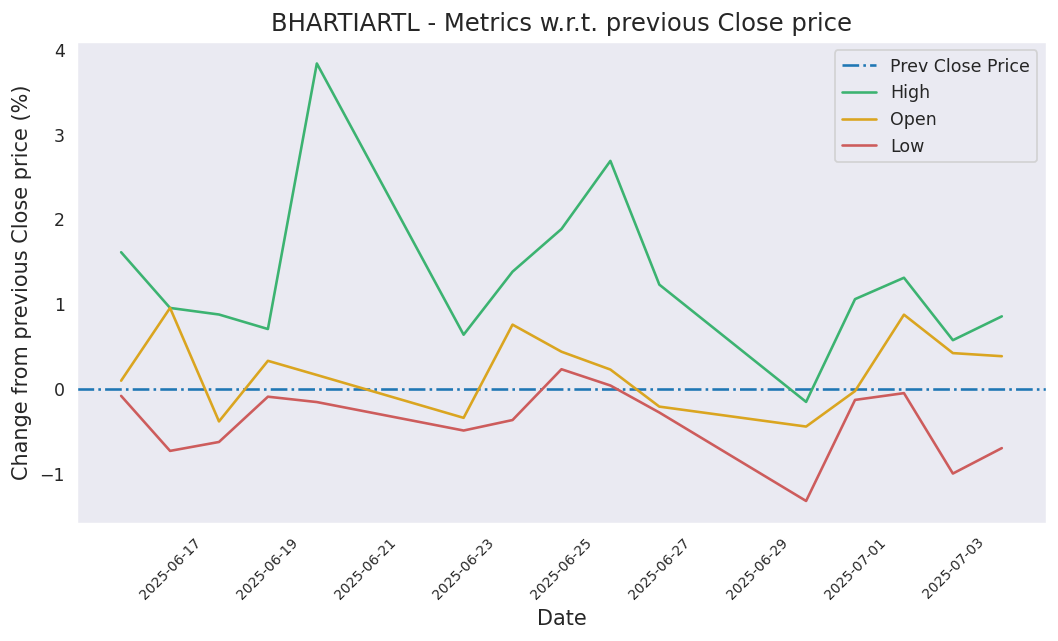 BHARTIARTL - Metrics w.r.t. previous Close price
Change from previous Close price (%)
4
3
2
1
0
−1
Prev Close Price
High
Open
Low
2025-06-17
2025-06-19
2025-06-21
2025-06-23
2025-06-25
2025-06-27
2025-06-29
2025-07-01
2025-07-03
Date